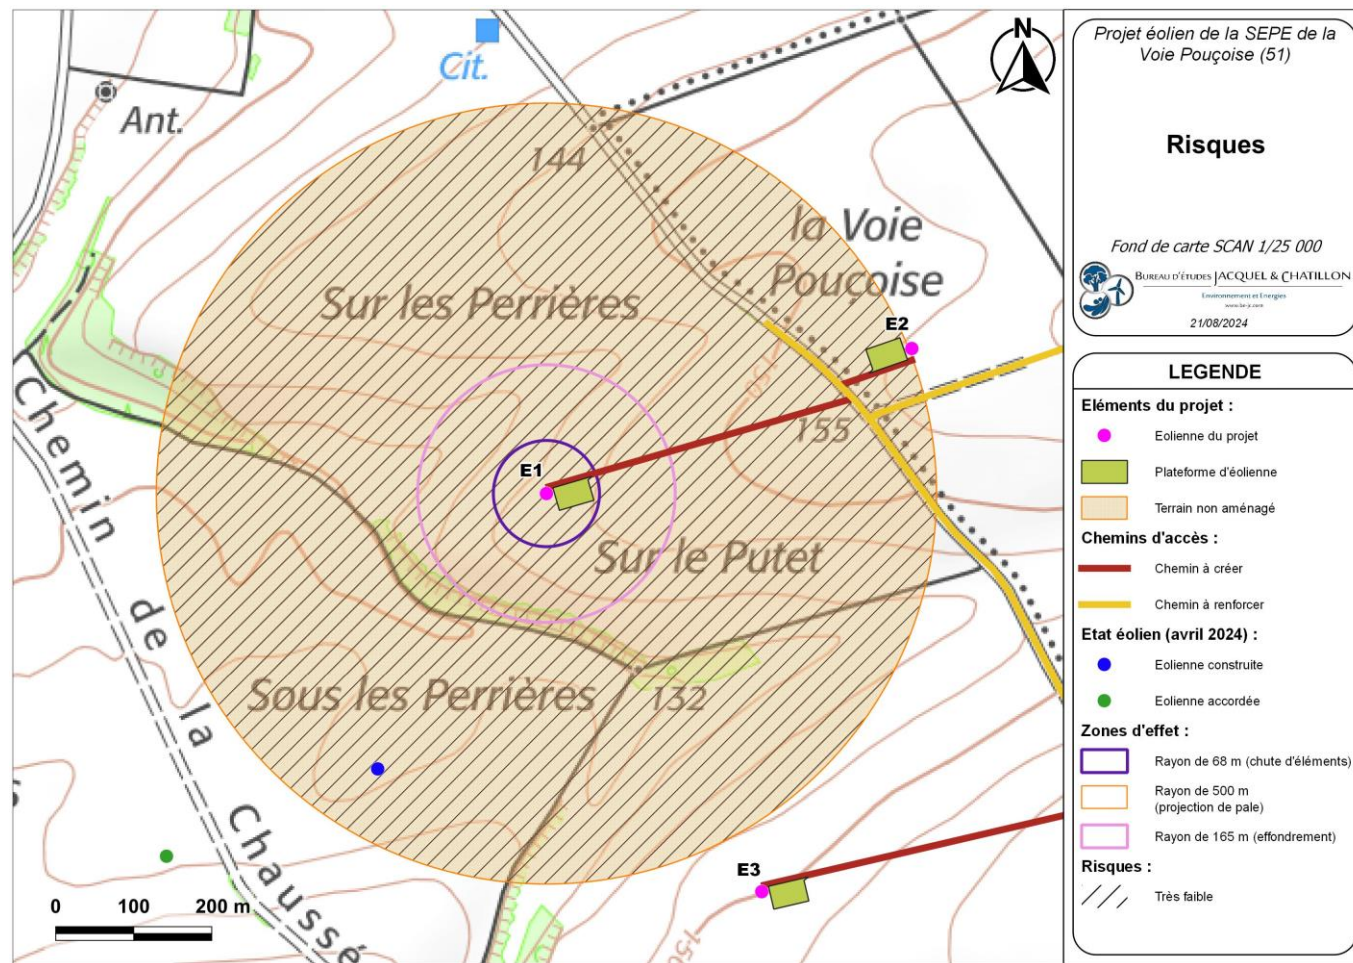 Cit.
Ant.
144
la Voie
Pouçoise
Sur les Perrières
E2
155
E1
Sur le Putet
Sous les Perrières
132
Chemin de la Chaussé
E3
0 100 200 m
N
Projet éolien de la SEPE de la
Voie Pouçoise (51)
Risques
Fond de carte SCAN 1/25 000
BUREAU D'ÉTUDES JACQUEL & CHATILLON
Environnement et Energies
www.be-jc.com
21/08/2024
LEGENDE
Eléments du projet :
Eolienne du projet
Plateforme d'éolienne
Terrain non aménagé
Chemins d'accès :
Chemin à créer
Chemin à renforcer
Etat éolien (avril 2024) :
Eolienne construite
Eolienne accordée
Zones d'effet :
Rayon de 68 m (chute d'éléments)
Rayon de 500 m
(projection de pale)
Rayon de 165 m (effondrement)
Risques :
Très faible